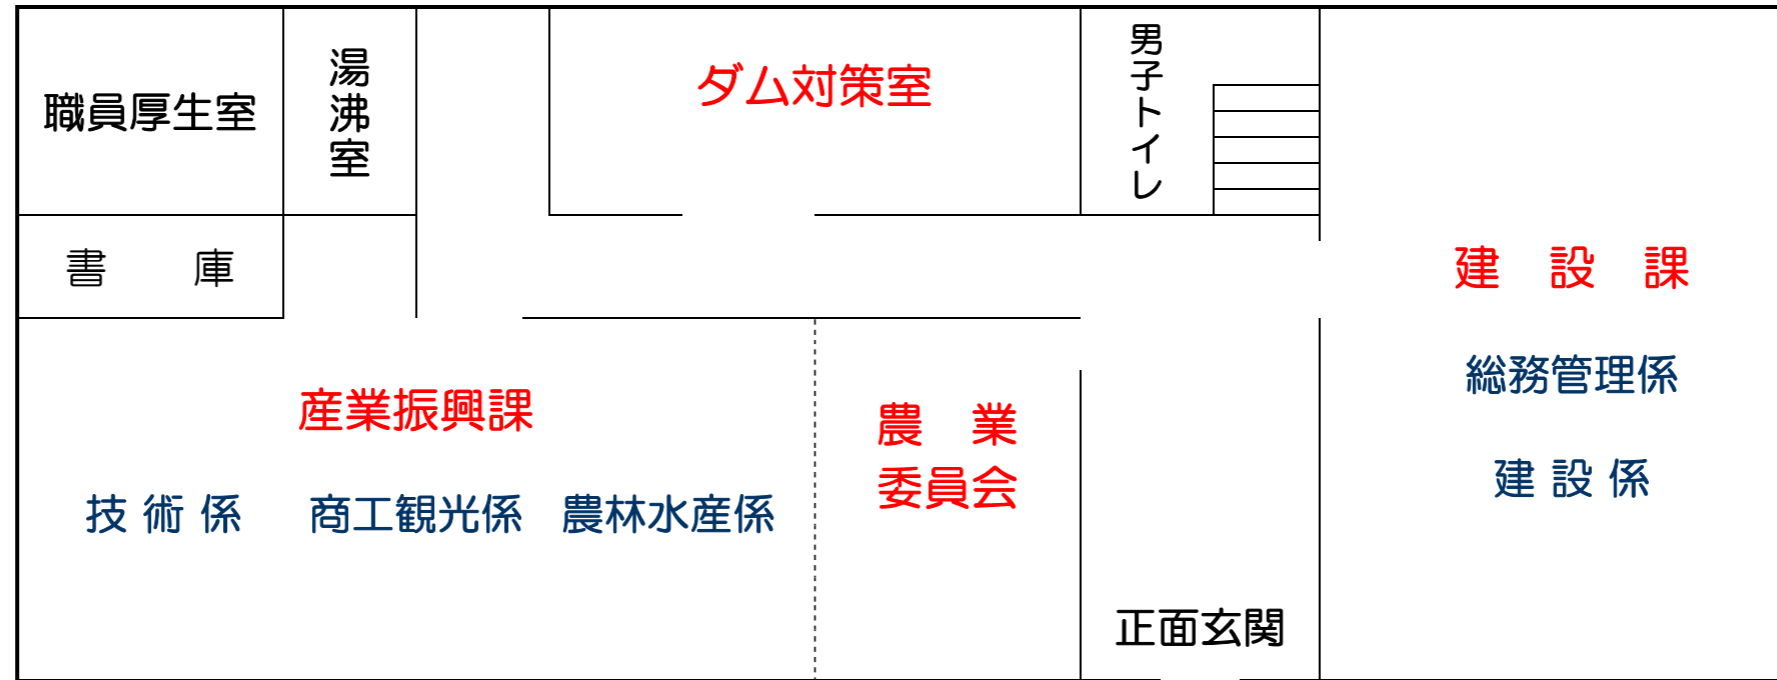 職員厚生室
湯沸室
ダム対策室
男子トイレ
書　庫
建　設　課
総務管理係
建 設 係
産業振興課
技 術 係　商工観光係　農林水産係
農　業
委員会
正面玄関